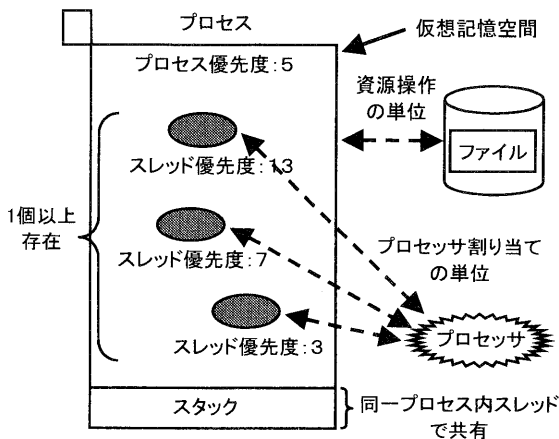 プロセス
仮想記憶空間
プロセス優先度:5
資源操作
の単位
ファイル
スレッド優先度:13
1個以上
存在
スレッド優先度:7
プロセッサ割り当て
の単位
プロセッサ
スレッド優先度:3
スタック
同一プロセス内スレッド
で共有